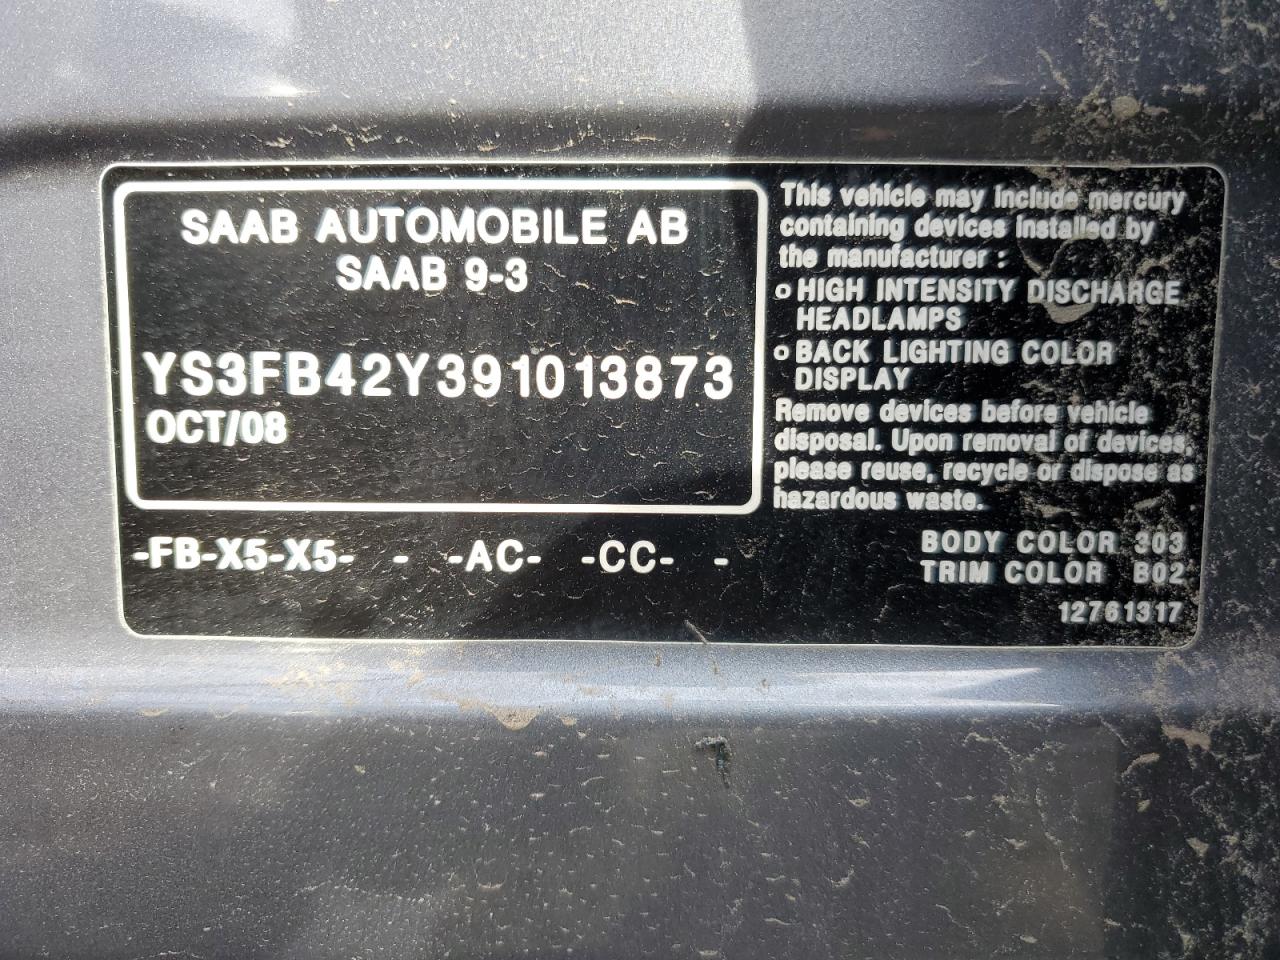 SAAB AUTOMOBILE AB
SAAB 9-3
YS3FB42Y391013873
OCT/08
This vehicle may include mercury
containing devices installed by
the manufacturer :
o HIGH INTENSITY DISCHARGE
HEADLAMPS
o BACK LIGHTING COLOR
DISPLAY
Remove devices before vehicle
disposal. Upon removal of devices,
please reuse, recycle or dispose as
hazardous waste.
-FB-X5-X5- - -AC- -CC- -
BODY COLOR 303
TRIM COLOR B02
12761317